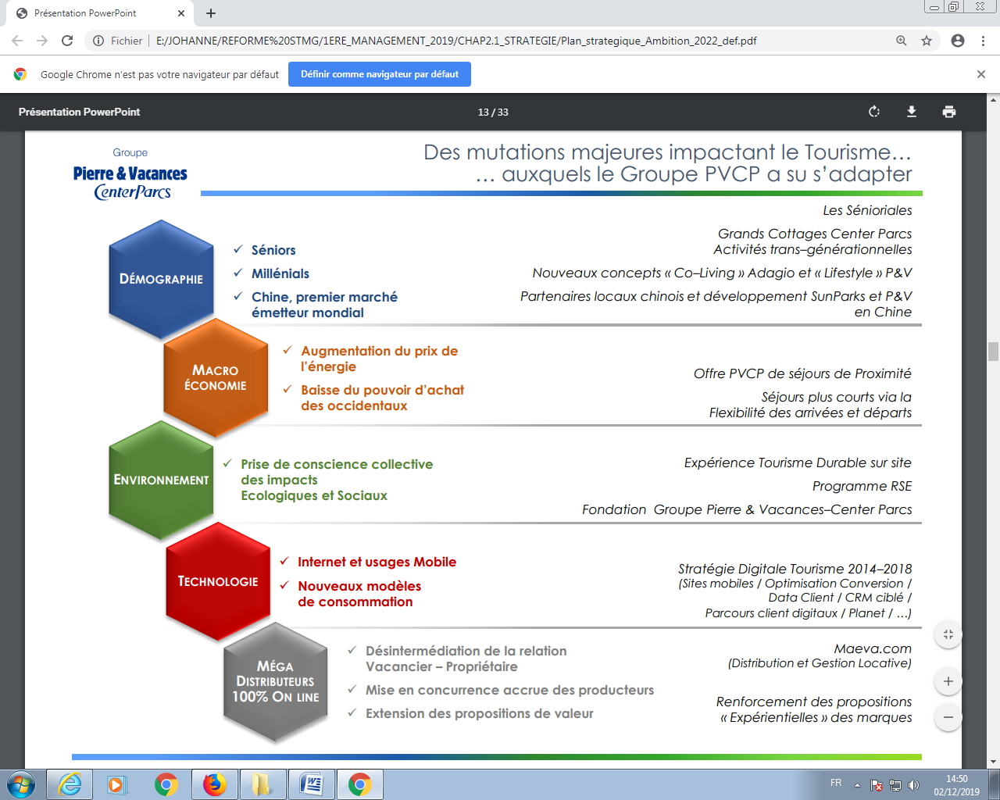 Présentation PowerPoint
Fichier
E:/JOHANNE/REFORME%20STMG/1ERE_MANAGEMENT_2019/CHAP2.1_STRATEGIE/Plan_strategique_Ambition_2022_def.pdf
Google Chrome n'est pas votre navigateur par défaut
Définir comme navigateur par défaut
Présentation PowerPoint
13 / 33
Groupe
Pierre & Vacances
CenterParcs
Des mutations majeures impactant le Tourisme…
… auxquels le Groupe PVCP a su s’adapter
DÉMOGRAPHIE
✓ Séniors
✓ Millénials
✓ Chine, premier marché
émetteur mondial
Les Sénioriales
Grands Cottages Center Parcs
Activités trans–générationnelles
Nouveaux concepts « Co–Living » Adagio et « Lifestyle » P&V
Partenaires locaux chinois et développement SunParks et P&V
en Chine
MACRO
ÉCONOMIE
✓ Augmentation du prix de
l’énergie
✓ Baisse du pouvoir d’achat
des occidentaux
Offre PVCP de séjours de Proximité
Séjours plus courts via la
Flexibilité des arrivées et départs
ENVIRONNEMENT
✓ Prise de conscience collective
des impacts
Ecologiques et Sociaux
Expérience Tourisme Durable sur site
Programme RSE
Fondation Groupe Pierre & Vacances–Center Parcs
TECHNOLOGIE
✓ Internet et usages Mobile
✓ Nouveaux modèles
de consommation
Stratégie Digitale Tourisme 2014–2018
(Sites mobiles / Optimisation Conversion /
Data Client / CRM ciblé /
Parcours client digitaux / Planet / …)
MÉGA
DISTRIBUTEURS
100% ON LINE
✓ Désintermédiation de la relation
Vacancier – Propriétaire
✓ Mise en concurrence accrue des producteurs
✓ Extension des propositions de valeur
Maeva.com
(Distribution et Gestion Locative)
Renforcement des propositions
« Expérientielles » des marques
FR
14:50
02/12/2019